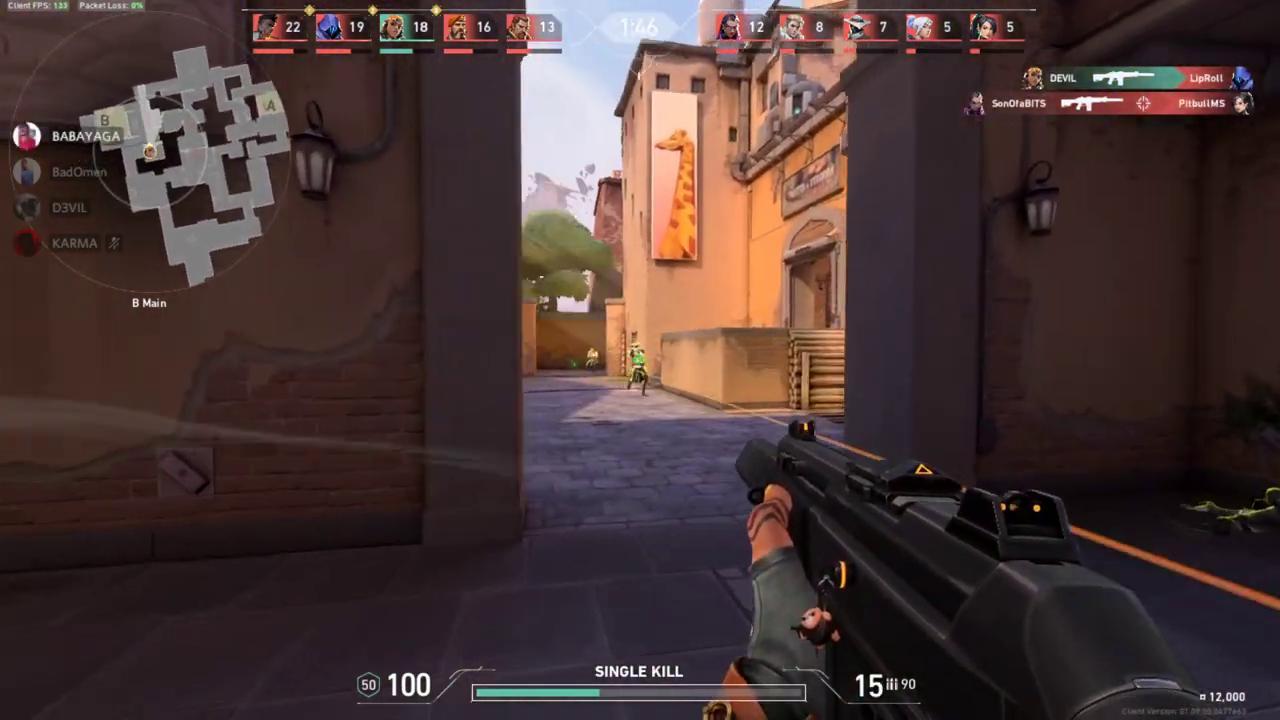 Client FPS: 133 Packet Loss: 0%
22 19 18 16 13 1:46 12 8 7 5 5
DEVIL LipRoll
SonOfaBITS PitbullMS
A
B
BABAYAGA
BadOmen
D3VIL
KARMA
B Main
SINGLE KILL
50 100
15 90
¤ 12,000